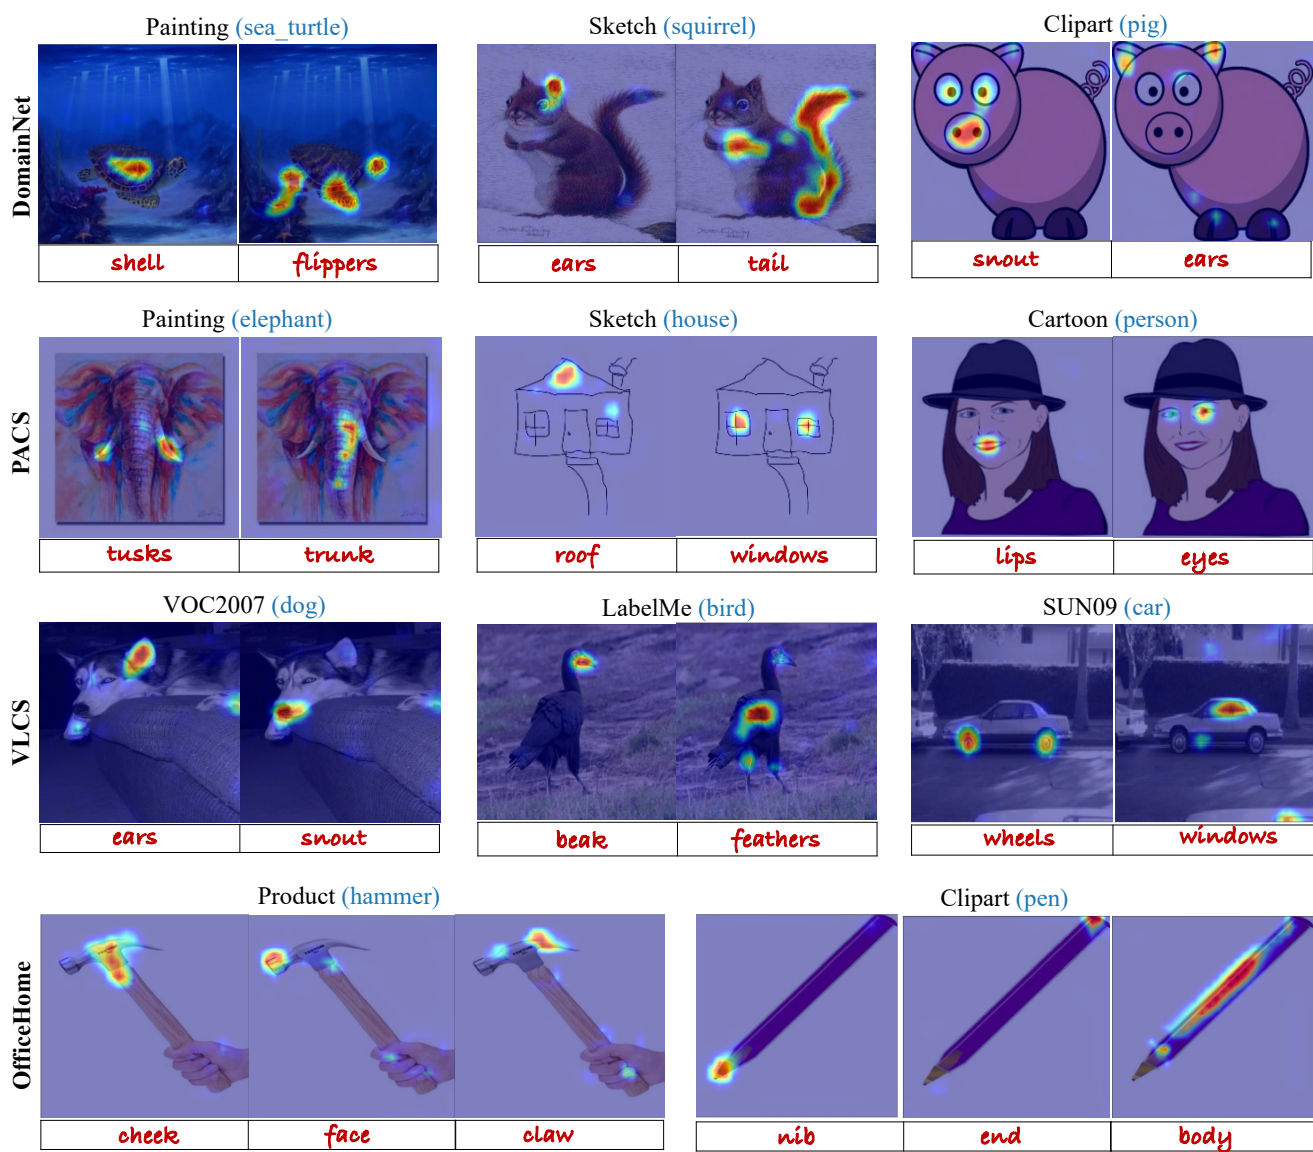 Painting (sea_turtle) Sketch (squirrel) Clipart (pig)
DomainNet
shell flippers ears tail snout ears
Painting (elephant) Sketch (house) Cartoon (person)
PACS
tusks trunk roof windows lips eyes
VOC2007 (dog) LabelMe (bird) SUN09 (car)
VLCS
ears snout beak feathers wheels windows
Product (hammer) Clipart (pen)
OfficeHome
cheek face claw nib end body